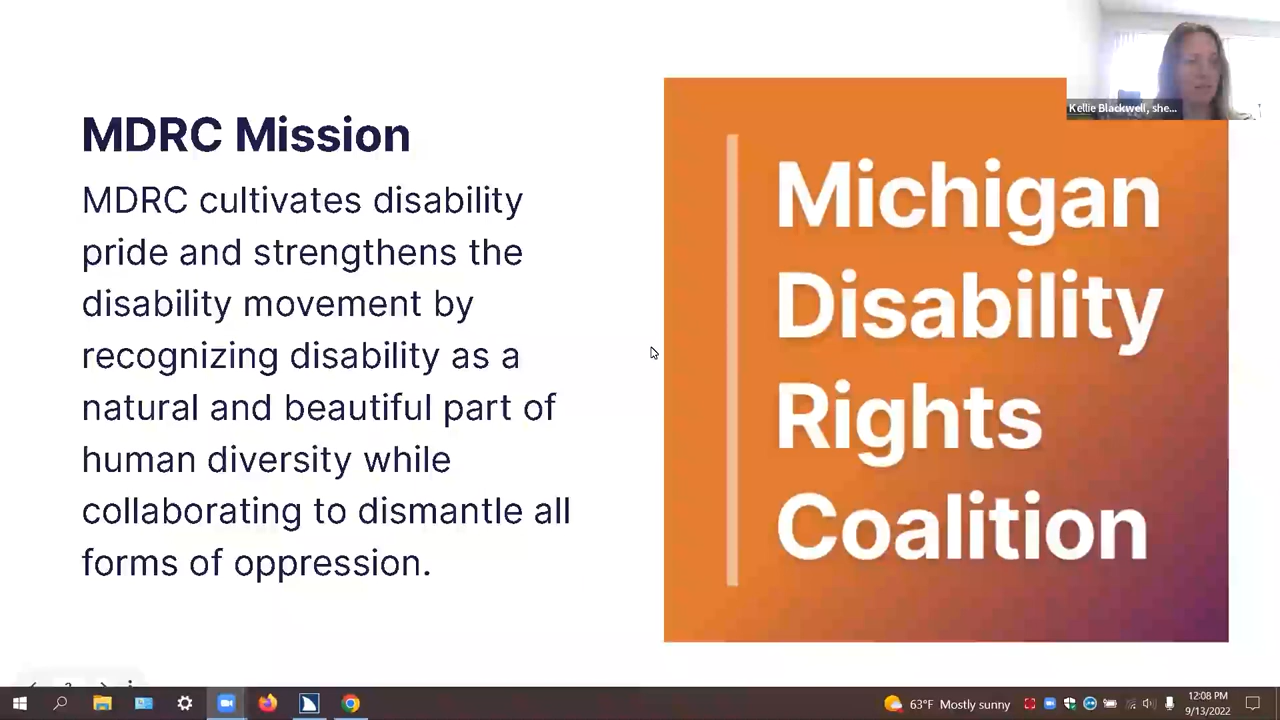 MDRC Mission
MDRC cultivates disability
pride and strengthens the
disability movement by
recognizing disability as a
natural and beautiful part of
human diversity while
collaborating to dismantle all
forms of oppression.
Michigan
Disability
Rights
Coalition
Kellie Blackwell, she...
63°F Mostly sunny
12:08 PM
9/13/2022